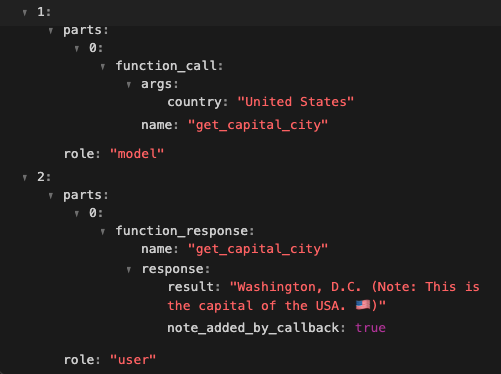 1:
parts:
0:
function_call:
args:
country: "United States"
name: "get_capital_city"
role: "model"
2:
parts:
0:
function_response:
name: "get_capital_city"
response:
result: "Washington, D.C. (Note: This is
the capital of the USA. 🇺🇸)"
note_added_by_callback: true
role: "user"